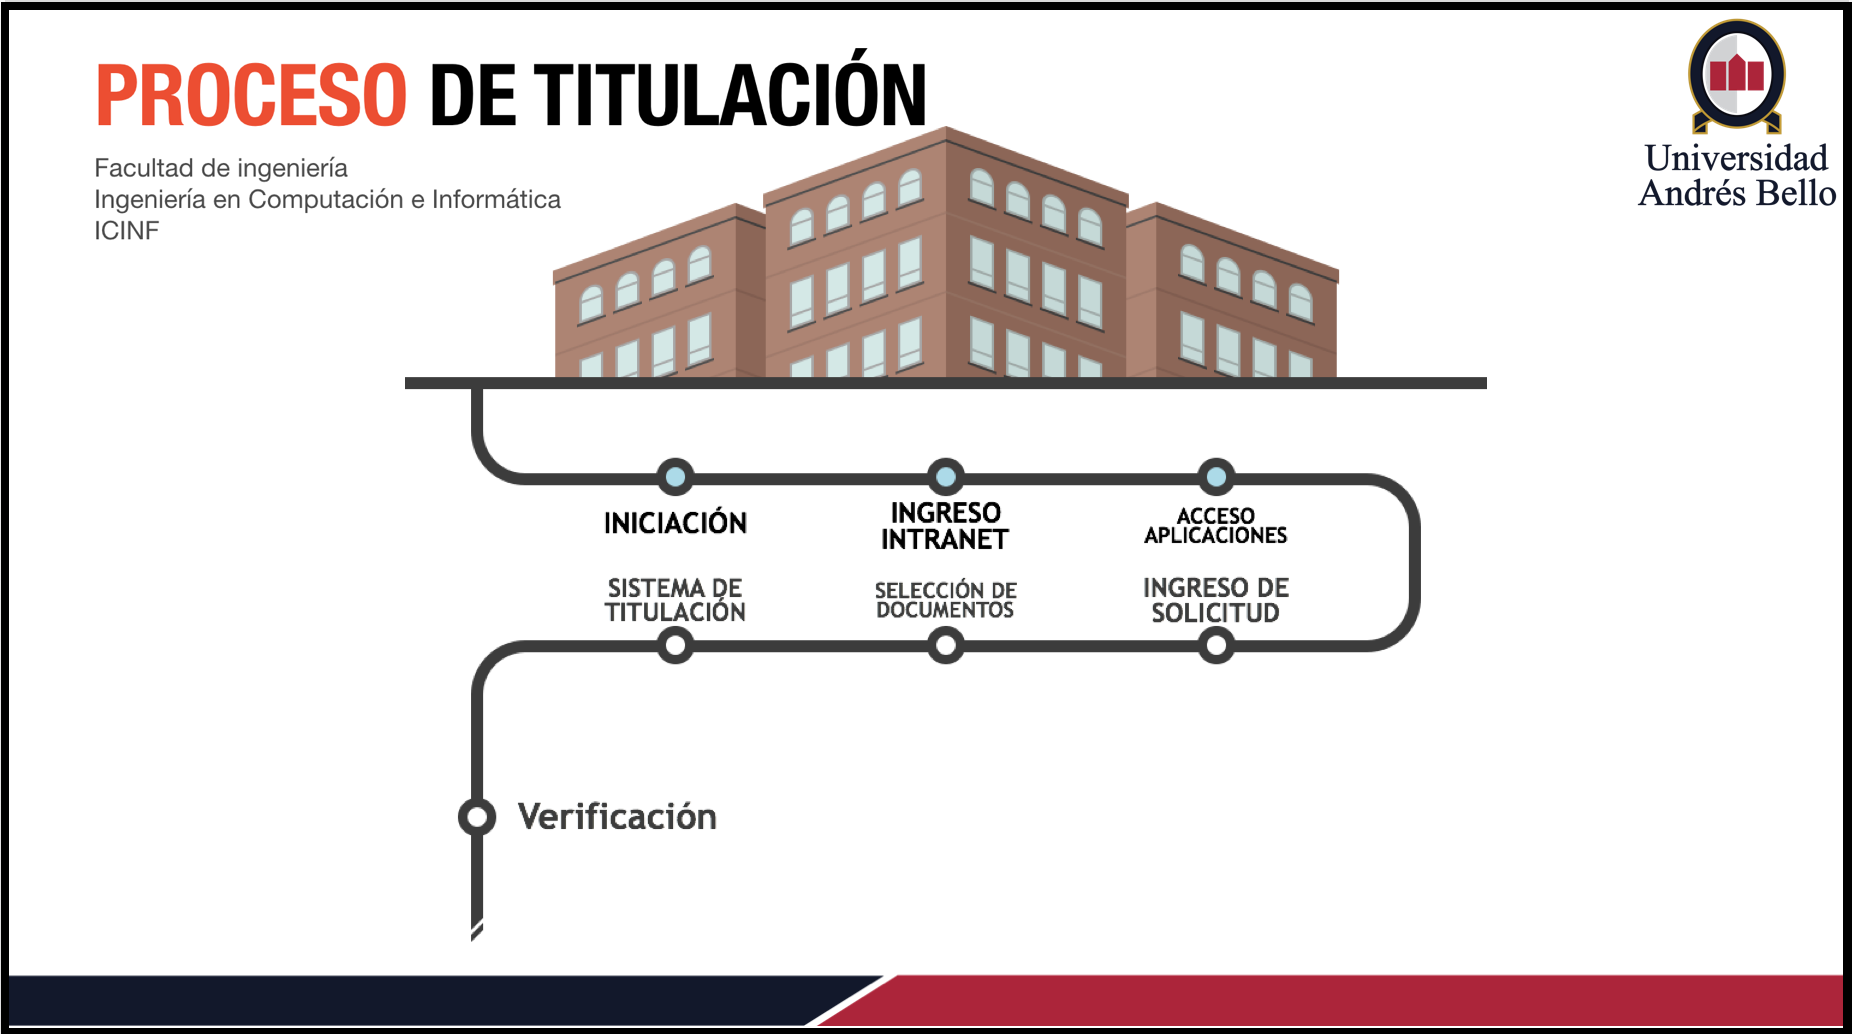 PROCESO DE TITULACIÓN
Facultad de ingeniería
Ingeniería en Computación e Informática
ICINF
Universidad
Andrés Bello
INICIACIÓN
INGRESO
INTRANET
ACCESO
APLICACIONES
SISTEMA DE
TITULACIÓN
SELECCIÓN DE
DOCUMENTOS
INGRESO DE
SOLICITUD
Verificación